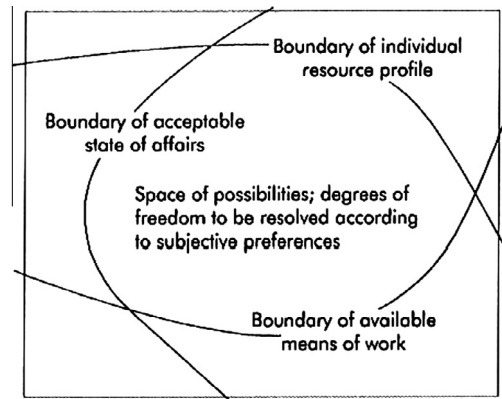 Boundary of individual
resource profile
Boundary of acceptable
state of affairs
Space of possibilities; degrees of
freedom to be resolved according
to subjective preferences
Boundary of available
means of work